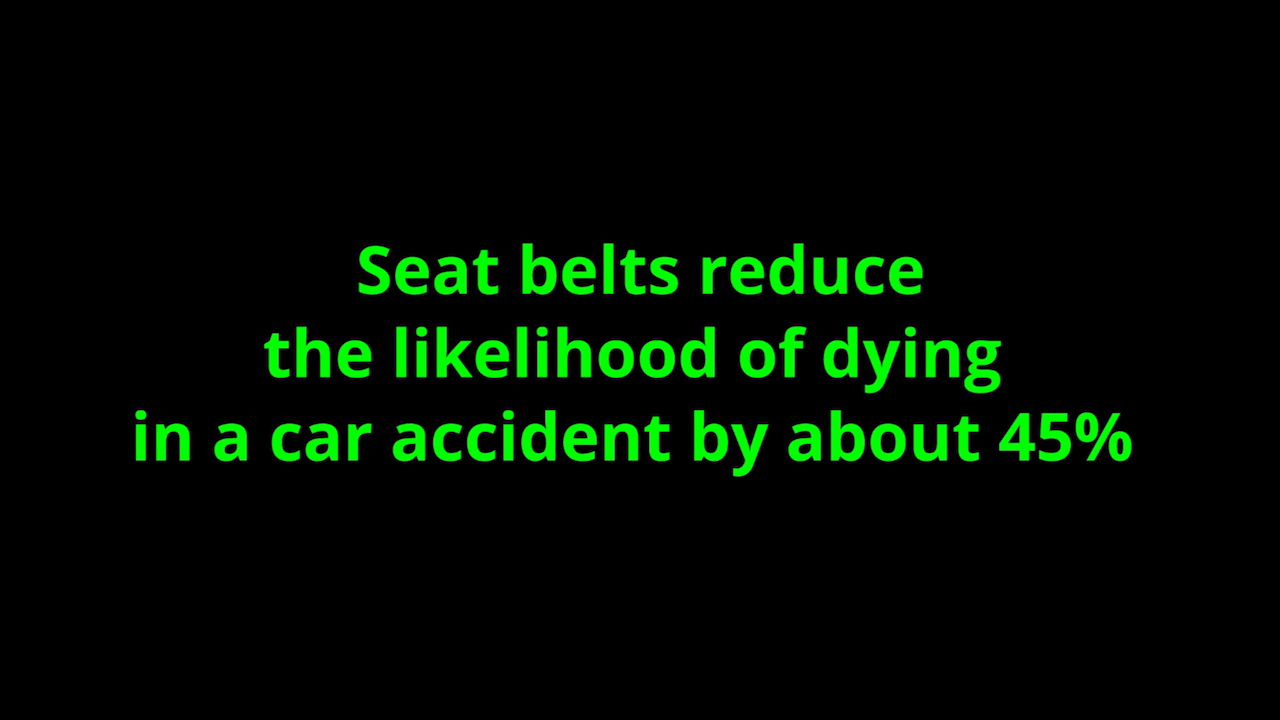 Seat belts reduce
the likelihood of dying
in a car accident by about 45%